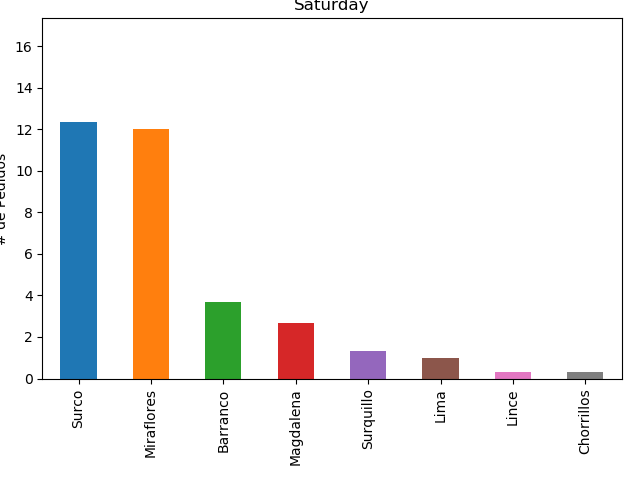 Saturday
# de Pedidos
16
14
12
10
8
6
4
2
0
Surco
Miraflores
Barranco
Magdalena
Surquillo
Lima
Lince
Chorrillos